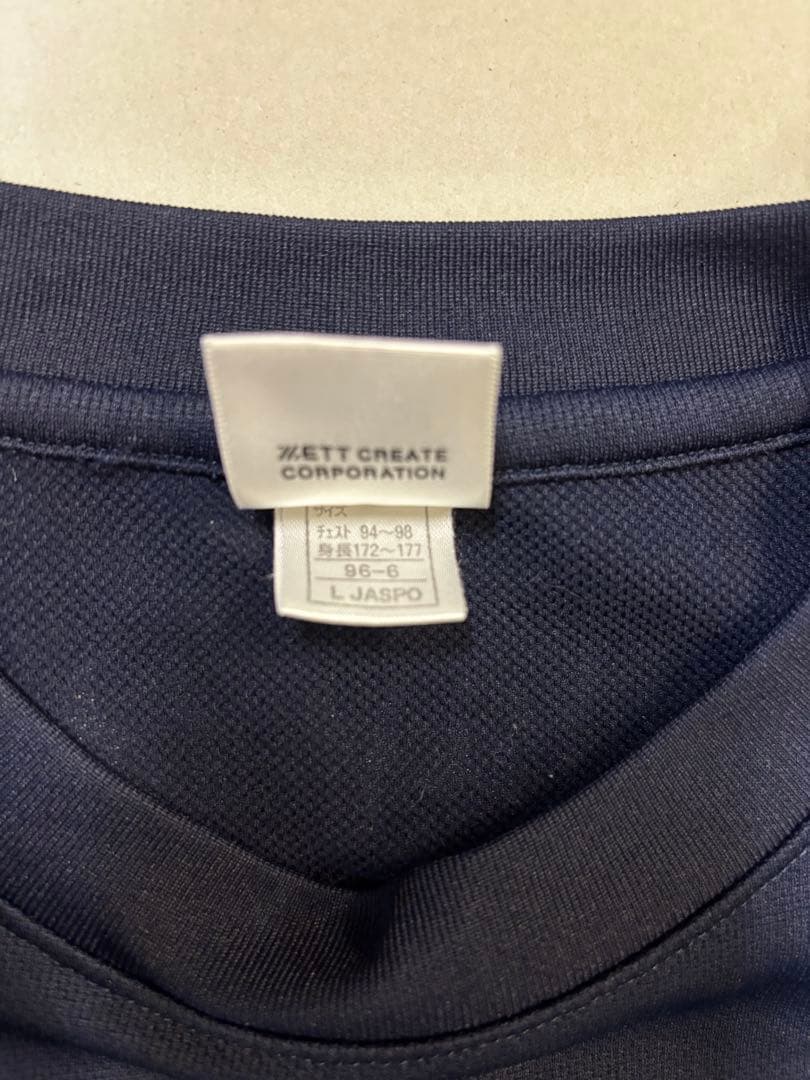 ZETT CREATE
CORPORATION
サイズ
チェスト 94~98
身長172~177
96-6
L JASPO